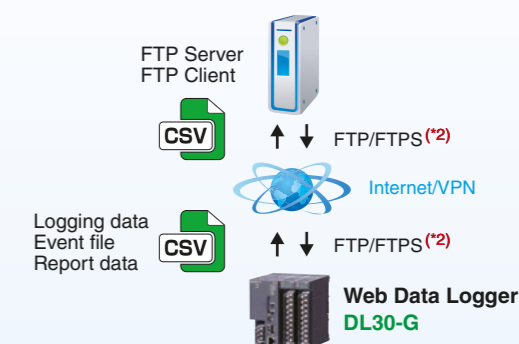 FTP Server
FTP Client
CSV
FTP/FTPS(*2)
Internet/VPN
Logging data
Event file
Report data
CSV
FTP/FTPS(*2)
Web Data Logger
DL30-G